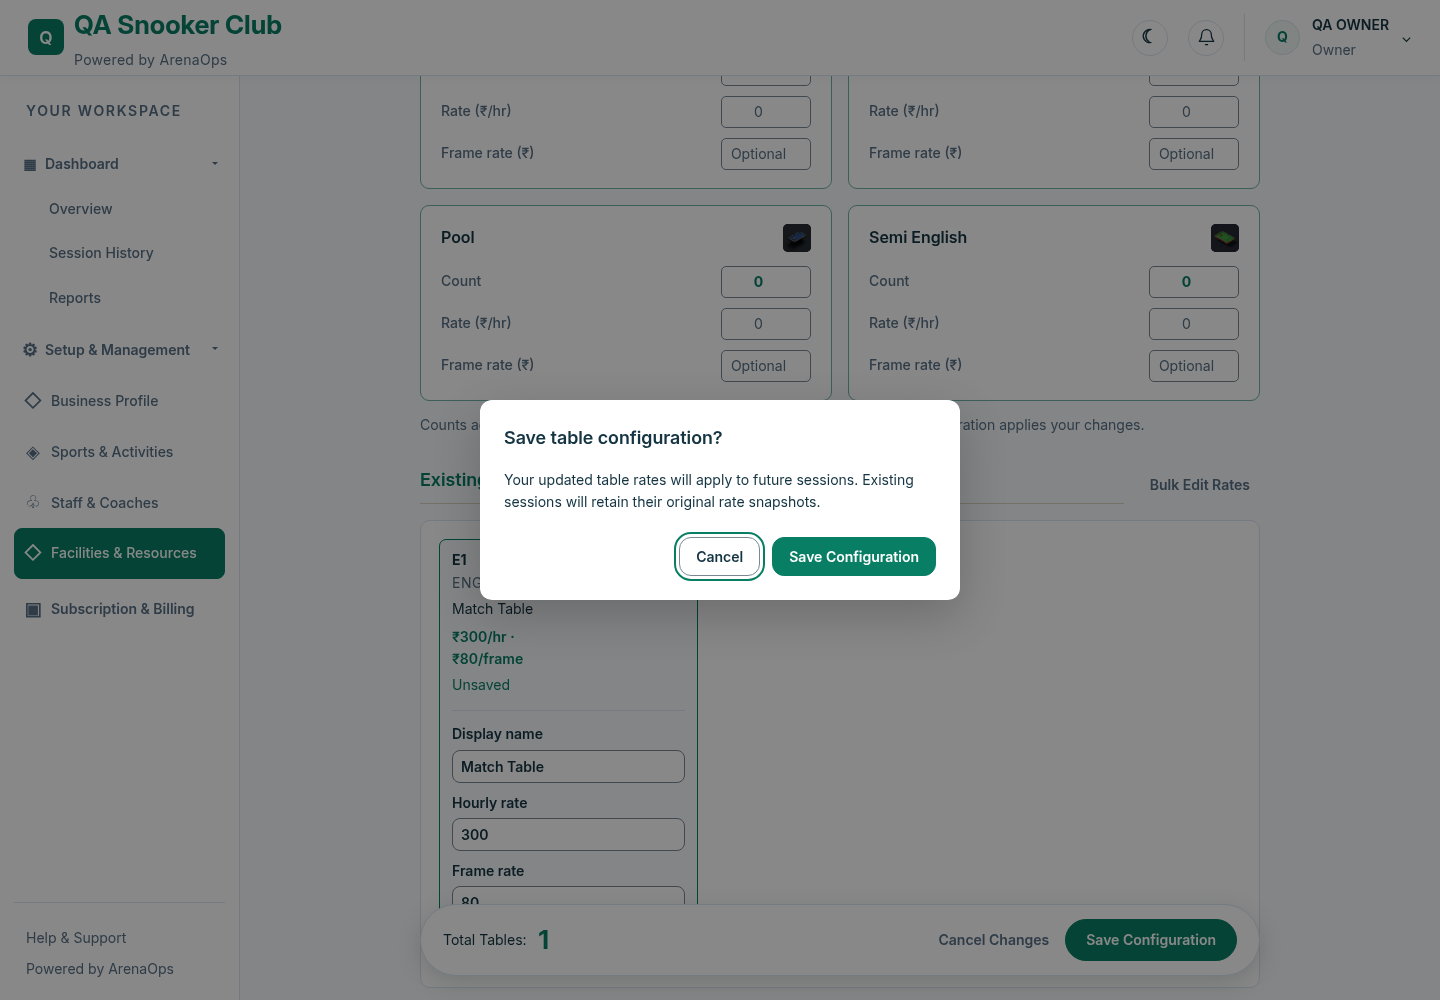 Q
QA Snooker Club
Powered by ArenaOps
Q
QA OWNER
Owner
YOUR WORKSPACE
Dashboard
Overview
Session History
Reports
Setup & Management
Business Profile
Sports & Activities
Staff & Coaches
Facilities & Resources
Subscription & Billing
Help & Support
Powered by ArenaOps
Rate (₹/hr)
0
Frame rate (₹)
Optional
Rate (₹/hr)
0
Frame rate (₹)
Optional
Pool
Count
0
Rate (₹/hr)
0
Frame rate (₹)
Optional
Semi English
Count
0
Rate (₹/hr)
0
Frame rate (₹)
Optional
Counts
applies your changes.
Existing
Bulk Edit Rates
Save table configuration?
Your updated table rates will apply to future sessions. Existing
sessions will retain their original rate snapshots.
Cancel
Save Configuration
E1
ENG
Match Table
₹300/hr ·
₹80/frame
Unsaved
Display name
Match Table
Hourly rate
300
Frame rate
80
Total Tables: 1
Cancel Changes
Save Configuration